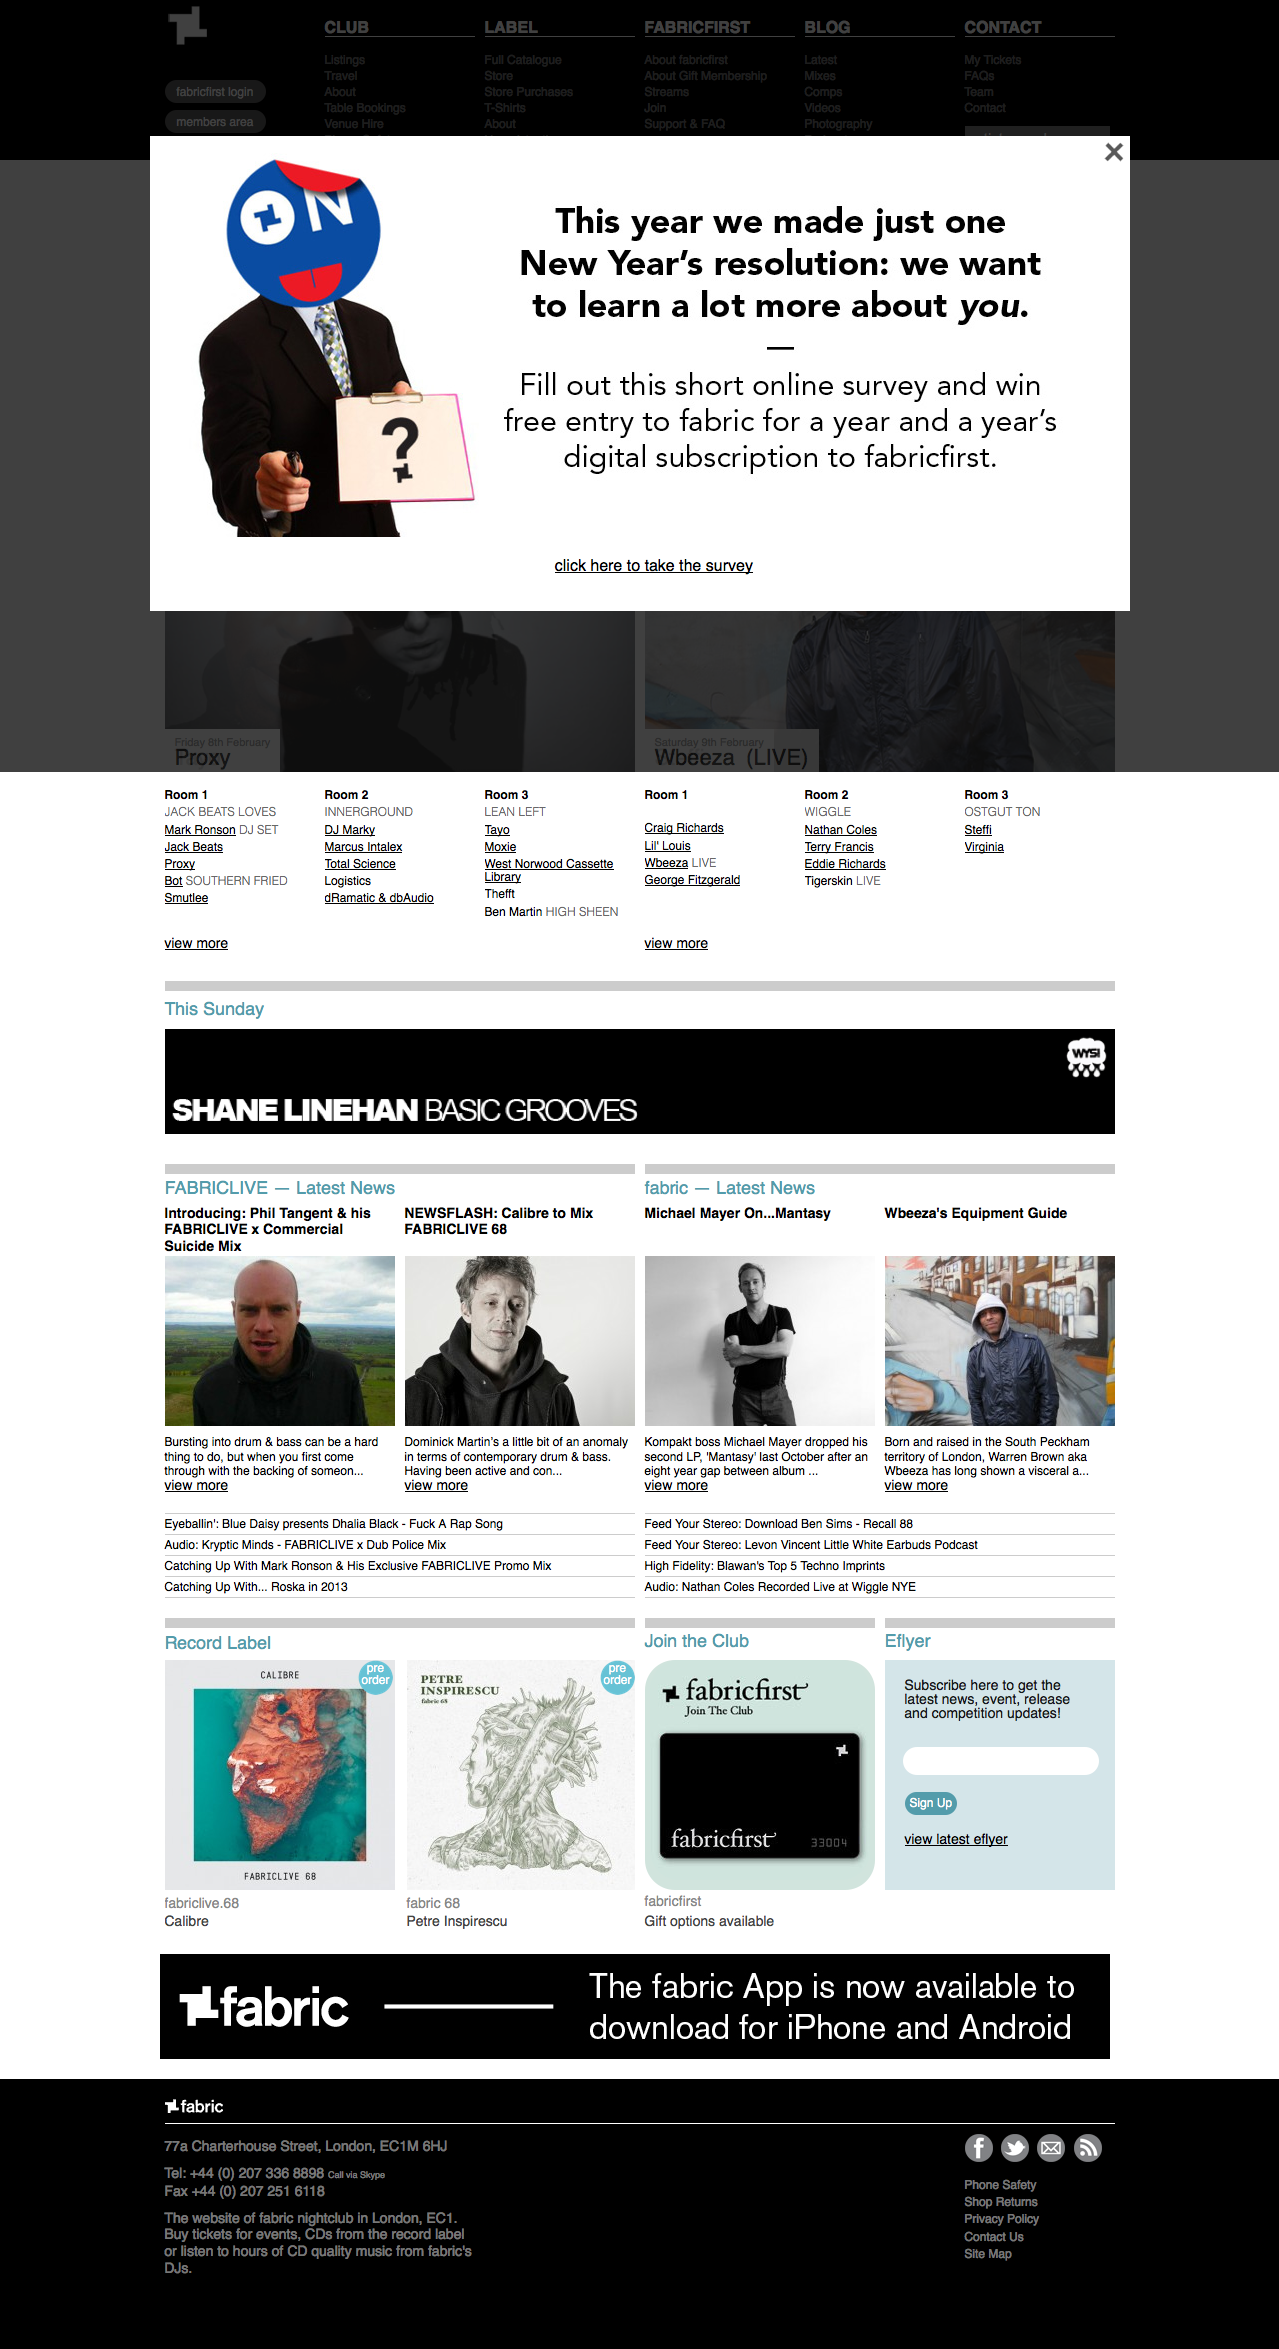 CLUB
Listings
Travel
About
Table Bookings
Venue Hire
LABEL
Full Catalogue
Store
Store Purchases
T-Shirts
About
FABRICFIRST
About fabricfirst
About Gift Membership
Streams
Join
Support & FAQ
BLOG
Latest
Mixes
Comps
Videos
Photography
CONTACT
My Tickets
FAQs
Team
Contact
fabricfirst login
members area
ON
?
This year we made just one
New Year's resolution: we want
to learn a lot more about you.
Fill out this short online survey and win
free entry to fabric for a year and a year's
digital subscription to fabricfirst.
click here to take the survey
Friday 8th February
Proxy
Saturday 9th February
Wbeeza (LIVE)
Room 1
JACK BEATS LOVES
Mark Ronson DJ SET
Jack Beats
Proxy
Bot SOUTHERN FRIED
Smutlee
view more
Room 2
INNERGROUND
DJ Marky
Marcus Intalex
Total Science
Logistics
dRamatic & dbAudio
Room 3
LEAN LEFT
Tayo
Moxie
West Norwood Cassette
Library
Thefft
Ben Martin HIGH SHEEN
Room 1
Craig Richards
Lil' Louis
Wbeeza LIVE
George Fitzgerald
view more
Room 2
WIGGLE
Nathan Coles
Terry Francis
Eddie Richards
Tigerskin LIVE
Room 3
OSTGUT TON
Steffi
Virginia
This Sunday
WYS!
SHANE LINEHAN BASIC GROOVES
FABRICLIVE — Latest News
Introducing: Phil Tangent & his
FABRICLIVE x Commercial
Suicide Mix
Bursting into drum & bass can be a hard
thing to do, but when you first come
through with the backing of someon...
view more
NEWSFLASH: Calibre to Mix
FABRICLIVE 68
Dominick Martin's a little bit of an anomaly
in terms of contemporary drum & bass.
Having been active and con...
view more
fabric — Latest News
Michael Mayer On...Mantasy
Kompakt boss Michael Mayer dropped his
second LP, 'Mantasy' last October after an
eight year gap between album ...
view more
Wbeeza's Equipment Guide
Born and raised in the South Peckham
territory of London, Warren Brown aka
Wbeeza has long shown a visceral a...
view more
Eyeballin': Blue Daisy presents Dhalia Black - Fuck A Rap Song
Audio: Kryptic Minds - FABRICLIVE x Dub Police Mix
Catching Up With Mark Ronson & His Exclusive FABRICLIVE Promo Mix
Catching Up With... Roska in 2013
Feed Your Stereo: Download Ben Sims - Recall 88
Feed Your Stereo: Levon Vincent Little White Earbuds Podcast
High Fidelity: Blawan's Top 5 Techno Imprints
Audio: Nathan Coles Recorded Live at Wiggle NYE
Record Label
CALIBRE
pre
order
FABRICLIVE 68
fabriclive.68
Calibre
PETRE
INSPIRESCU
fabric 68
pre
order
fabric 68
Petre Inspirescu
Join the Club
fabricfirst
Join The Club
fabricfirst
33004
fabricfirst
Gift options available
Eflyer
Subscribe here to get the
latest news, event, release
and competition updates!
Sign Up
view latest eflyer
fabric
The fabric App is now available to
download for iPhone and Android
fabric
77a Charterhouse Street, London, EC1M 6HJ
Tel: +44 (0) 207 336 8898 Call via Skype
Fax +44 (0) 207 251 6118
The website of fabric nightclub in London, EC1.
Buy tickets for events, CDs from the record label
or listen to hours of CD quality music from fabric's
DJs.
Phone Safety
Shop Returns
Privacy Policy
Contact Us
Site Map